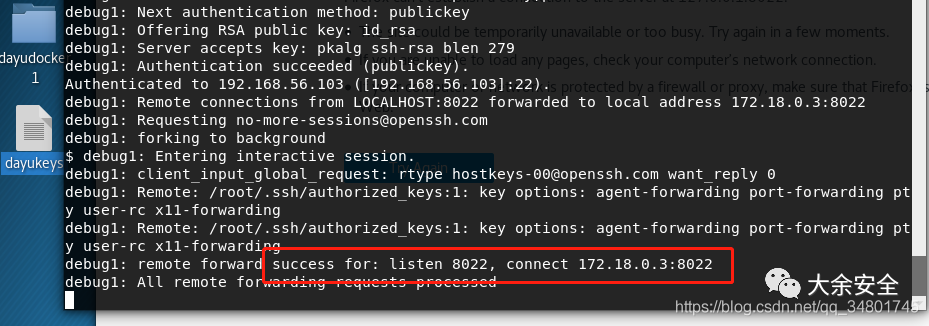 debug1: Next authentication method: publickey
debug1: Offering RSA public key: id_rsa
debug1: Server accepts key: pkalg ssh-rsa blen 279
debug1: Authentication succeeded (publickey).
Authenticated to 192.168.56.103 ([192.168.56.103]:22).
debug1: Remote connections from LOCALHOST:8022 forwarded to local address 172.18.0.3:8022
debug1: Requesting no-more-sessions@openssh.com
debug1: forking to background
$ debug1: Entering interactive session.
debug1: client_input_global_request: rtype hostkeys-00@openssh.com want_reply 0
debug1: Remote: /root/.ssh/authorized_keys:1: key options: agent-forwarding port-forwarding pt
y user-rc x11-forwarding
debug1: Remote: /root/.ssh/authorized_keys:1: key options: agent-forwarding port-forwarding pt
y user-rc x11-forwarding
debug1: remote forward success for: listen 8022, connect 172.18.0.3:8022
debug1: All remote forwarding requests processed
dayudocke
1
dayukeys
could be temporarily unavailable or too busy. Try again in a few moments.
to load any pages, check your computer's network connection.
is protected by a firewall or proxy, make sure that Firefox
Try Again
大余安全
https://blog.csdn.net/qq_34801745